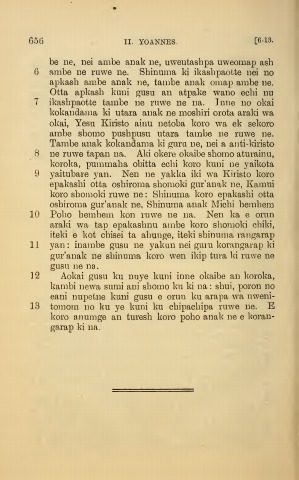 656 II. YOANNES. [6-13.
be ne, nei ambe anak ne, uweutashpa uweomap ash
6 ambe ne ruwe ne. Shinuma ki ikashpaotte nei no
apkash ambe anak ne, tambe anak omap ambe ne.
Otta apkash kuni gusu an atpake wano echi nu
7 ikashpaotte tambe ne ruwe ne na. Inne no okai
kokandama ki utara anak ne moshiri orota araki wa
okai, Yesu Kiristo ainu netoba koro wa ek sekoro
ambe shomo pushpusu utara tambe ne ruwe ne.
Tambe anak kokandama ki guru ne, nei a anti-kiristo
8 ne ruwe tapan na. Aki okere okaibe shomo aturainu,
koroka, pummaha obitta echi koro kuni ne yaikota
9 yaitubare yan. Nen ne yakka iki wa Kiristo koro
epakashi otta oshiroma shomoki gur'anak ne, Kamui
koro shomoki ruwe ne: Shinuma koro epakashi otta
oshiroma gur'anak ne, Shinuma anak Michi hemhem
10 Poho hemhem kon ruwe ne na. Nen ka e orun
araki wa tap epakashnu ambe koro shomoki chiki,
iteki e kot chisei ta ahunge, iteki shinuma rangarap
11 yan: inambe gusu ne yakun nei guru korangarap ki
gur'anak ne shinuma koro wen ikip tura ki ruwe ne
gusu ne na.
12 Aokai gusu ku nuye kuni inne okaibe an koroka,
kambi newa sumi ani shomo ku ki na: shui, poron no
eani nupetne kuni gusu e orun ku arapa wa uweni-
13 tomom no ku ye kuni ku chipachipa ruwe ne. E
koro anumge an turesh koro poho anak ne e koran-
garap ki na.